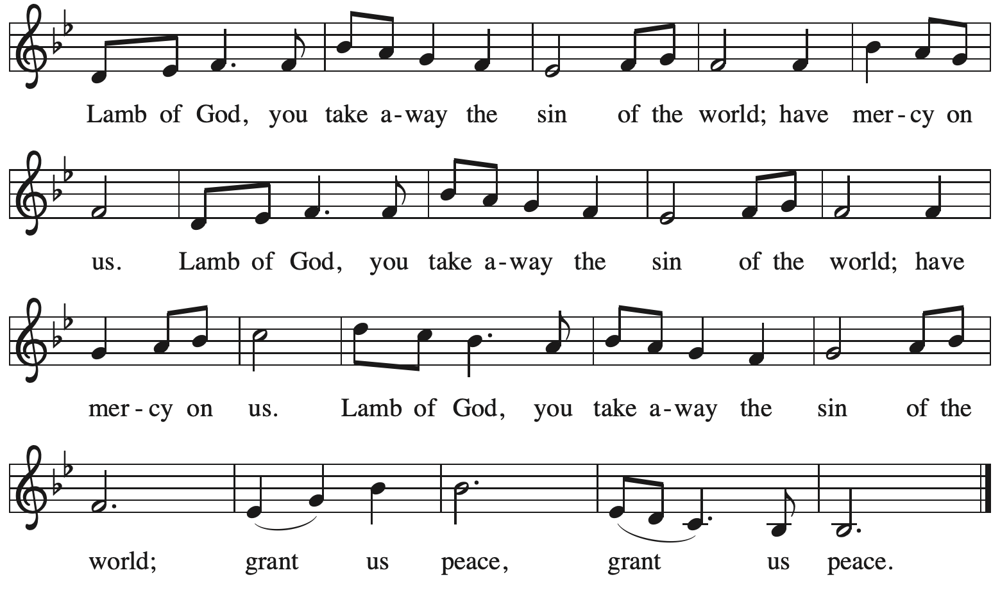 Lamb of God, you take a-way the sin of the world; have mer-cy on
us. Lamb of God, you take a-way the sin of the world; have
mer-cy on us. Lamb of God, you take a-way the sin of the
world; grant us peace, grant us peace.